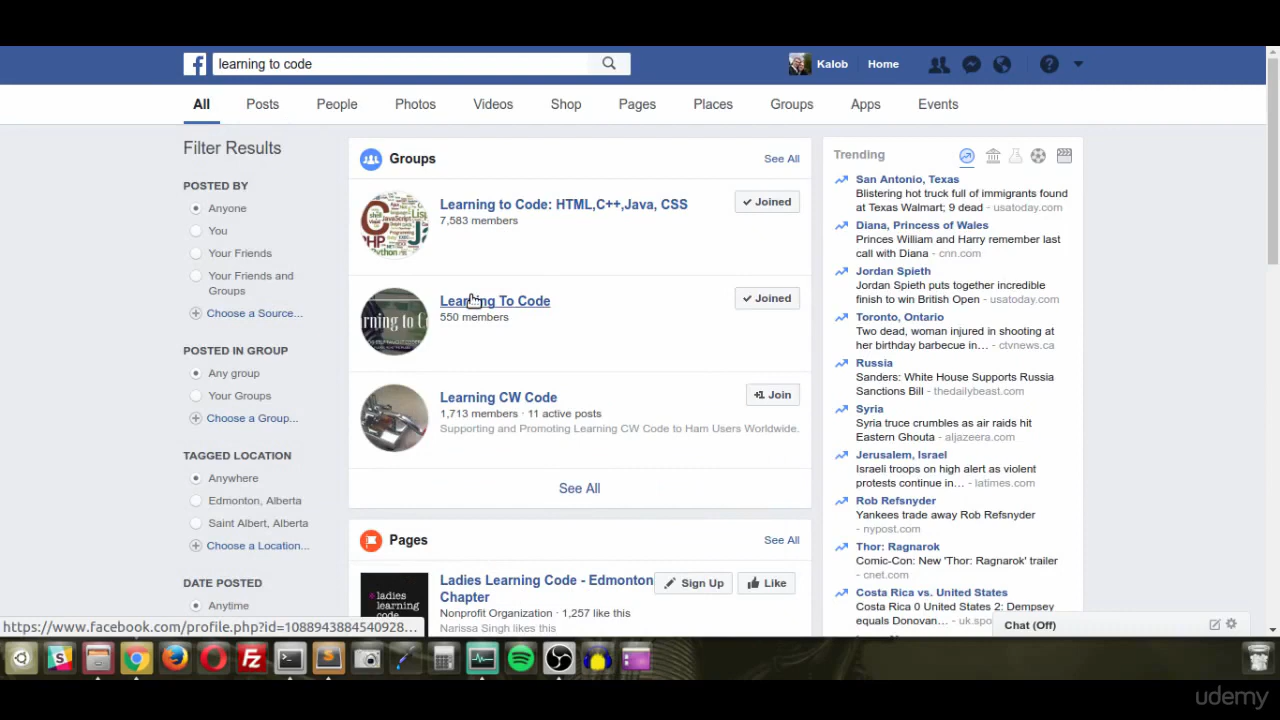 learning to code
Kalob
Home
All
Posts
People
Photos
Videos
Shop
Pages
Places
Groups
Apps
Events
Filter Results
POSTED BY
Anyone
You
Your Friends
Your Friends and
Groups
Choose a Source...
POSTED IN GROUP
Any group
Your Groups
Choose a Group...
TAGGED LOCATION
Anywhere
Edmonton, Alberta
Saint Albert, Alberta
Choose a Location...
DATE POSTED
Anytime
Groups
See All
Learning to Code: HTML,C++,Java, CSS
7,583 members
Joined
Learning To Code
550 members
Joined
Learning CW Code
1,713 members · 11 active posts
Supporting and Promoting Learning CW Code to Ham Users Worldwide.
+1 Join
See All
Pages
See All
ladies
learning
code
Ladies Learning Code - Edmonton
Chapter
Nonprofit Organization · 1,257 like this
Narissa Singh likes this
Sign Up
Like
Trending
San Antonio, Texas
Blistering hot truck full of immigrants found
at Texas Walmart; 9 dead - usatoday.com
Diana, Princess of Wales
Princes William and Harry remember last
call with Diana - cnn.com
Jordan Spieth
Jordan Spieth puts together incredible
finish to win British Open - usatoday.com
Toronto, Ontario
Two dead, woman injured in shooting at
her birthday barbecue in… - ctvnews.ca
Russia
Sanders: White House Supports Russia
Sanctions Bill - thedailybeast.com
Syria
Syria truce crumbles as air raids hit
Eastern Ghouta - aljazeera.com
Jerusalem, Israel
Israeli troops on high alert as violent
protests continue in… - latimes.com
Rob Refsnyder
Yankees trade away Rob Refsnyder
- nypost.com
Thor: Ragnarok
Comic-Con: New 'Thor: Ragnarok' trailer
- cnet.com
Costa Rica vs. United States
Costa Rica 0 United States 2: Dempsey
equals Donovan… - uk.spo
Chat (Off)
https://www.facebook.com/profile.php?id=1088943884540928...
udemy